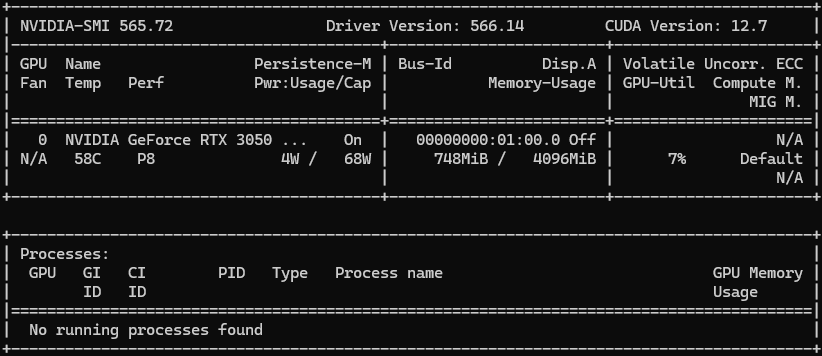 NVIDIA-SMI 565.72 Driver Version: 566.14 CUDA Version: 12.7
GPU Name Persistence-M | Bus-Id Disp.A | Volatile Uncorr. ECC
Fan Temp Perf Pwr:Usage/Cap | Memory-Usage | GPU-Util Compute M.
| | MIG M.
0 NVIDIA GeForce RTX 3050 ... On | 00000000:01:00.0 Off | N/A
N/A 58C P8 4W / 68W | 748MiB / 4096MiB | 7% Default
| | N/A
Processes:
GPU GI CI PID Type Process name GPU Memory
ID ID Usage
No running processes found